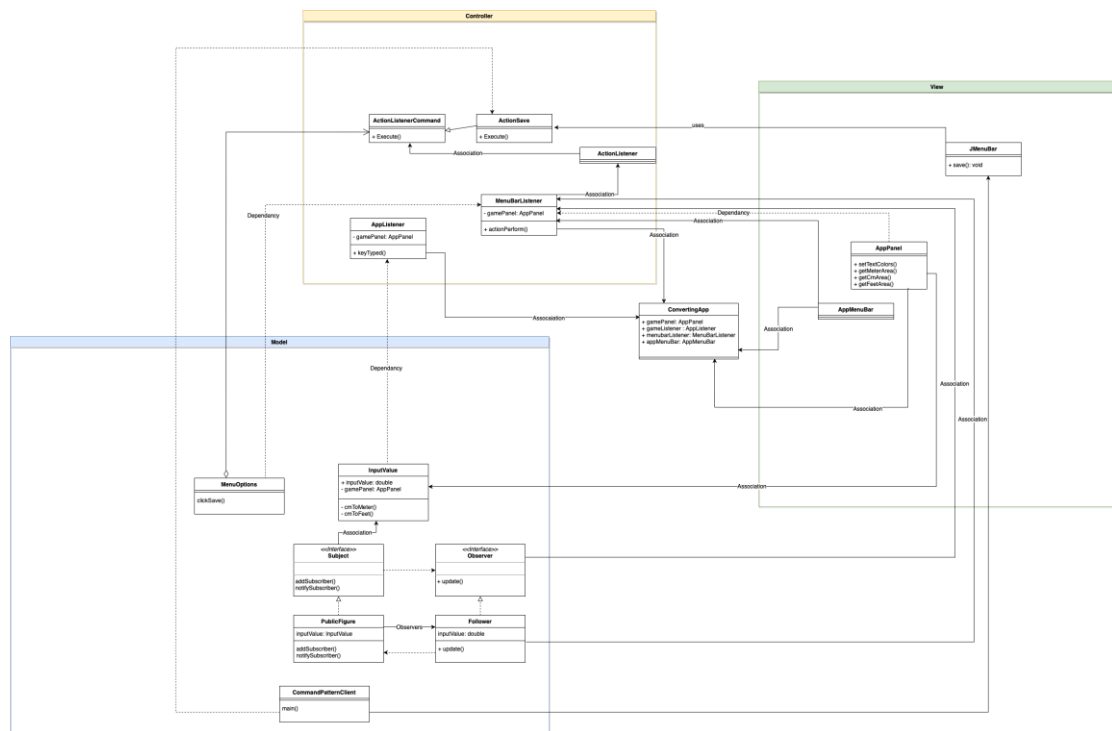 Controller
View
ActionListenerCommand
+ Execute()
ActionSave
+ Execute()
uses
JMenuBar
+ save(): void
Association
ActionListener
Association
MenuBarListener
- gamePanel: AppPanel
+ actionPerform()
Dependancy
Dependancy
Association
Association
AppListener
- gamePanel: AppPanel
+ keyTyped()
AppPanel
+ setTextColors()
+ getMeterArea()
+ getCmArea()
+ getFeetArea()
ConvertingApp
+ gamePanel: AppPanel
+ gameListener : AppListener
+ menubarListener: MenuBarListener
+ appMenuBar: AppMenuBar
AppMenuBar
Assocaiation
Association
Model
Dependancy
Association
Association
Association
InputValue
+ inputValue: double
- gamePanel: AppPanel
- cmToMeter()
- cmToFeet()
MenuOptions
clickSave()
Association
Association
<<Interface>>
Subject
addSubscriber()
notifySubscriber()
<<Interface>>
Observer
+ update()
PublicFigure
inputValue: InputValue
addSubscriber()
notifySubscriber()
Observers
Follower
inputValue: double
+ update()
CommandPatternClient
main()